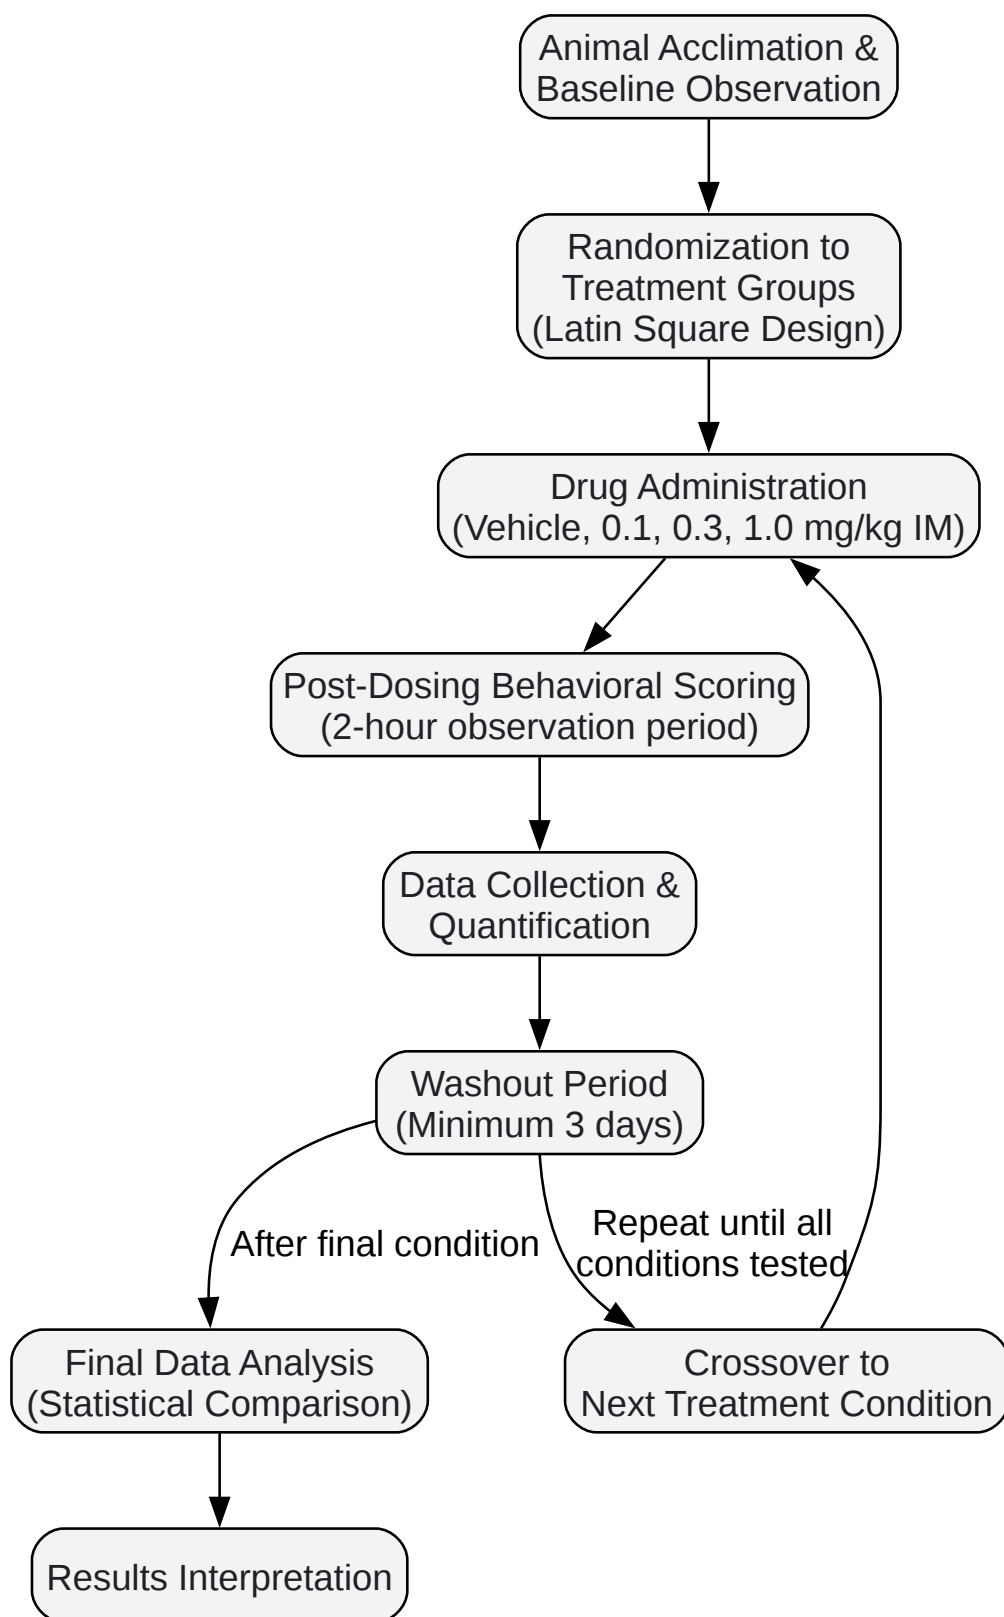 Animal Acclimation &
Baseline Observation
Randomization to
Treatment Groups
(Latin Square Design)
Drug Administration
(Vehicle, 0.1, 0.3, 1.0 mg/kg IM)
Post-Dosing Behavioral Scoring
(2-hour observation period)
Data Collection &
Quantification
Washout Period
(Minimum 3 days)
After final condition
Repeat until all
conditions tested
Final Data Analysis
(Statistical Comparison)
Crossover to
Next Treatment Condition
Results Interpretation